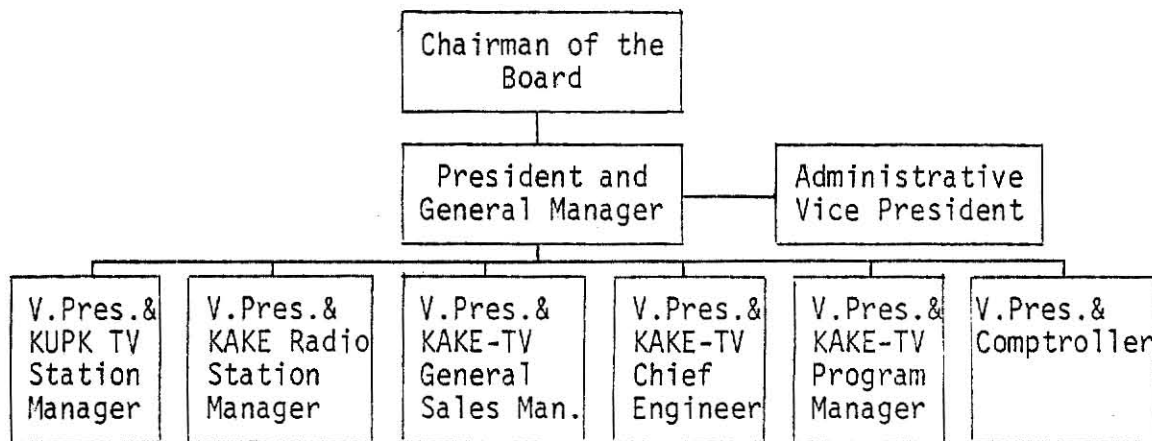 Chairman of the
Board
President and
General Manager
Administrative
Vice President
V.Pres.&
KUPK TV
Station
Manager
V.Pres.&
KAKE Radio
Station
Manager
V.Pres.&
KAKE-TV
General
Sales Man.
V.Pres.&
KAKE-TV
Chief
Engineer
V.Pres.&
KAKE-TV
Program
Manager
V.Pres.&
Comptroller